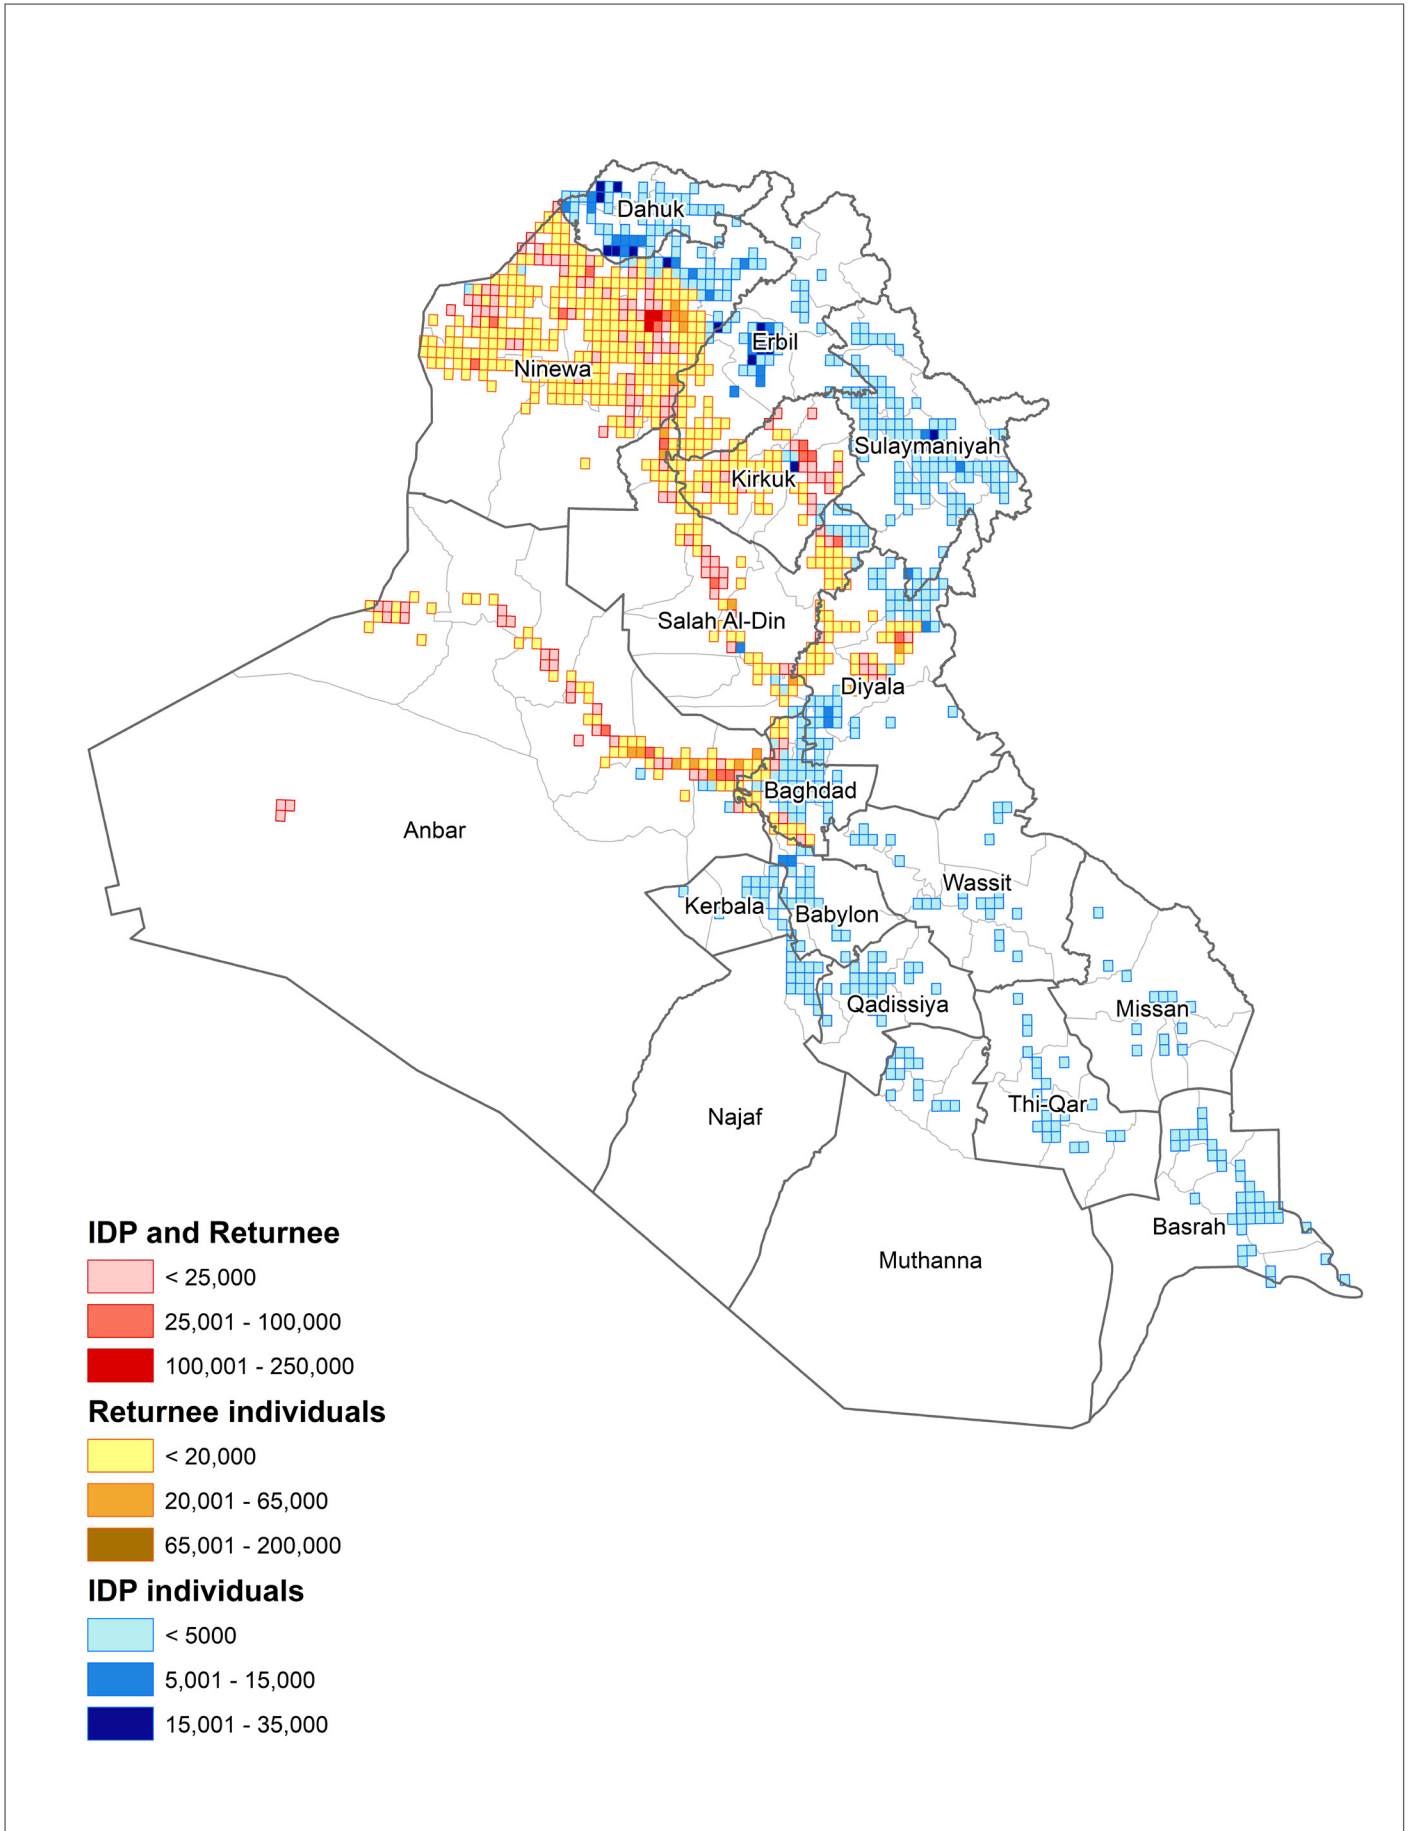 Dahuk
Erbil
Ninewa
Sulaymaniyah
Kirkuk
Salah Al-Din
Diyala
Baghdad
Anbar
Wassit
Kerbala
Babylon
Qadissiya
Missan
Thi-Qar
Najaf
Basrah
Muthanna
IDP and Returnee
< 25,000
25,001 - 100,000
100,001 - 250,000
Returnee individuals
< 20,000
20,001 - 65,000
65,001 - 200,000
IDP individuals
< 5000
5,001 - 15,000
15,001 - 35,000